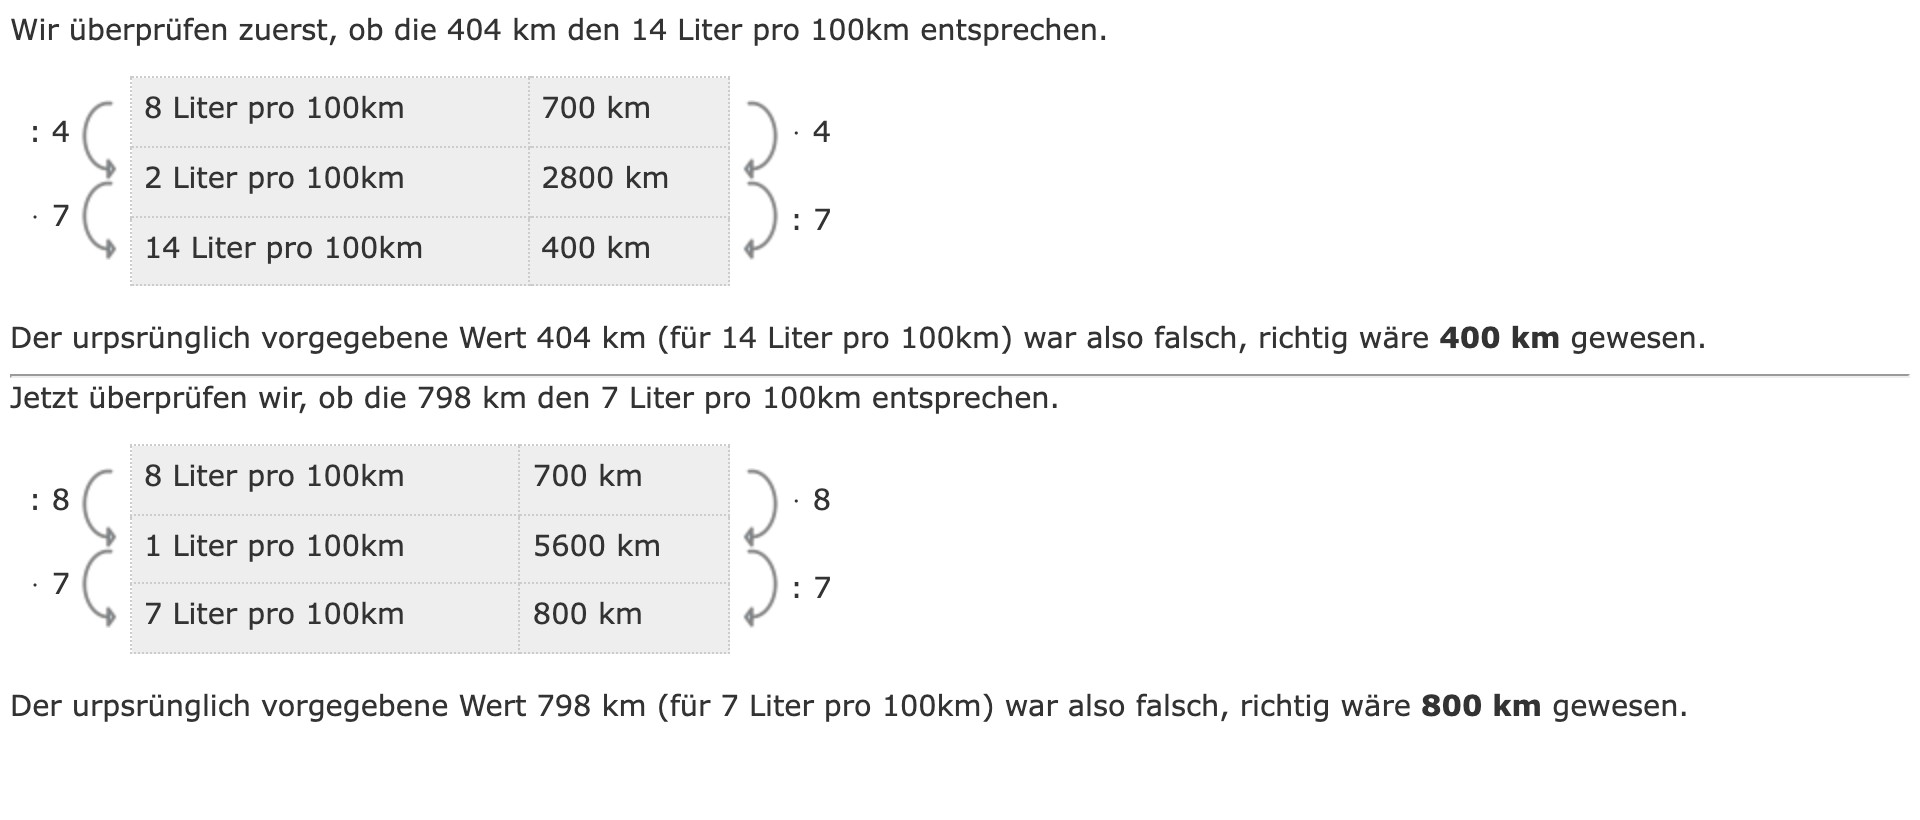 Wir überprüfen zuerst, ob die 404 km den 14 Liter pro 100km entsprechen.
8 Liter pro 100km 700 km
: 4 · 4
2 Liter pro 100km 2800 km
· 7 : 7
14 Liter pro 100km 400 km
Der urpsrünglich vorgegebene Wert 404 km (für 14 Liter pro 100km) war also falsch, richtig wäre 400 km gewesen.
Jetzt überprüfen wir, ob die 798 km den 7 Liter pro 100km entsprechen.
8 Liter pro 100km 700 km
: 8 · 8
1 Liter pro 100km 5600 km
· 7 : 7
7 Liter pro 100km 800 km
Der urpsrünglich vorgegebene Wert 798 km (für 7 Liter pro 100km) war also falsch, richtig wäre 800 km gewesen.